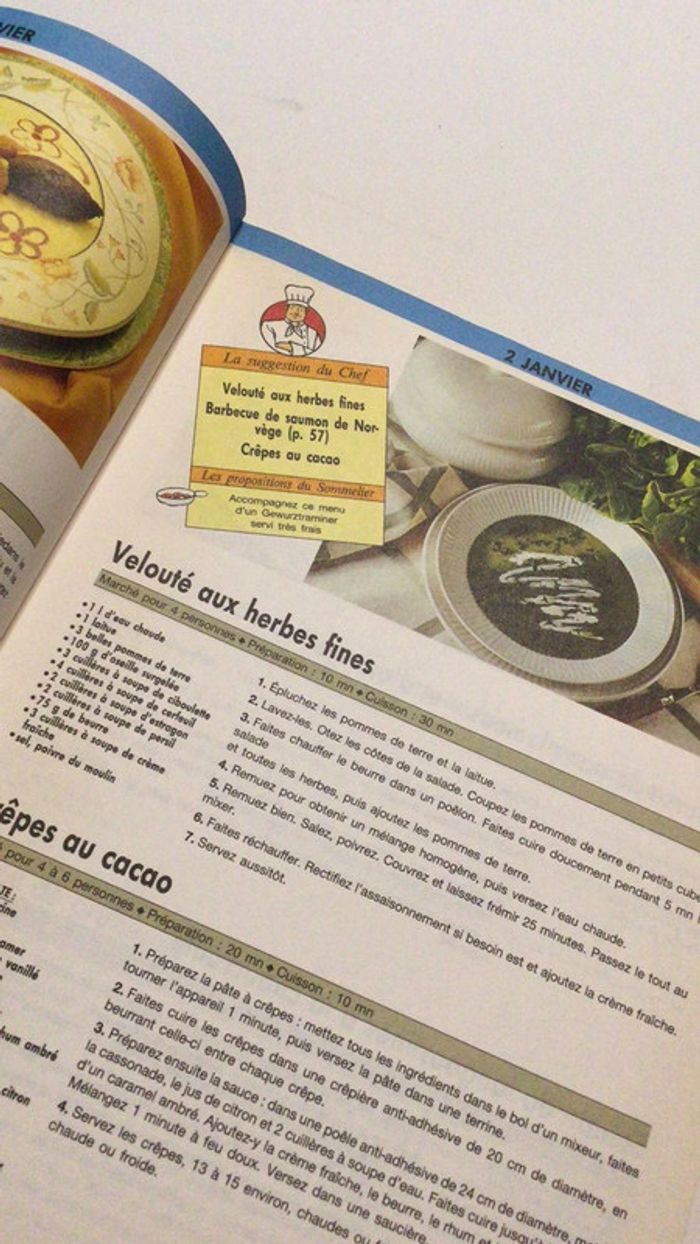 VIER
2 JANVIER
La suggestion du Chef
Velouté aux herbes fines
Barbecue de saumon de Nor-
vège (p. 57)
Crêpes au cacao
Les propositions du Sommelier
Accompagnez ce menu
d'un Gewurztraminer
servi très frais
Velouté aux herbes fines
Marché pour 4 personnes ◆ Préparation : 10 mn ◆ Cuisson : 30 mn
•1 l d'eau chaude
•1 laitue
•3 belles pommes de terre
•100 g d'oseille surgelée
•3 cuillères à soupe de ciboulette
•4 cuillères à soupe de cerfeuil
•2 cuillères à soupe d'estragon
•2 cuillères à soupe de persil
•75 g de beurre
•3 cuillères à soupe de crème
fraîche
•sel, poivre du moulin
1. Épluchez les pommes de terre et la laitue.
2. Lavez-les. Otez les côtes de la salade. Coupez les pommes de terre en petits cube
3. Faites chauffer le beurre dans un poêlon. Faites cuire doucement pendant 5 mn
salade
et toutes les herbes, puis ajoutez les pommes de terre.
4. Remuez pour obtenir un mélange homogène, puis versez l'eau chaude.
5. Remuez bien. Salez, poivrez. Couvrez et laissez frémir 25 minutes. Passez le tout au
mixer.
6. Faites réchauffer. Rectifiez l'assaisonnement si besoin est et ajoutez la crème fraîche.
7. Servez aussitôt.
êpes au cacao
pour 4 à 6 personnes ◆ Préparation : 20 mn ◆ Cuisson : 10 mn
TE :
amer
vanillé
hum ambré
citron
1. Préparez la pâte à crêpes : mettez tous les ingrédients dans le bol d'un mixeur, faites
tourner l'appareil 1 minute, puis versez la pâte dans une terrine.
2. Faites cuire les crêpes dans une crêpière anti-adhésive de 20 cm de diamètre, en
beurrant celle-ci entre chaque crêpe.
3. Préparez ensuite la sauce : dans une poêle anti-adhésive de 24 cm de diamètre,
la cassonade, le jus de citron et 2 cuillères à soupe d'eau. Faites cuire jusqu'
d'un caramel ambré. Ajoutez-y la crème fraîche, le beurre, le rhum et
Mélangez 1 minute à feu doux. Versez dans une saucière.
4. Servez les crêpes, 13 à 15 environ, chaudes ou
chaude ou froide.